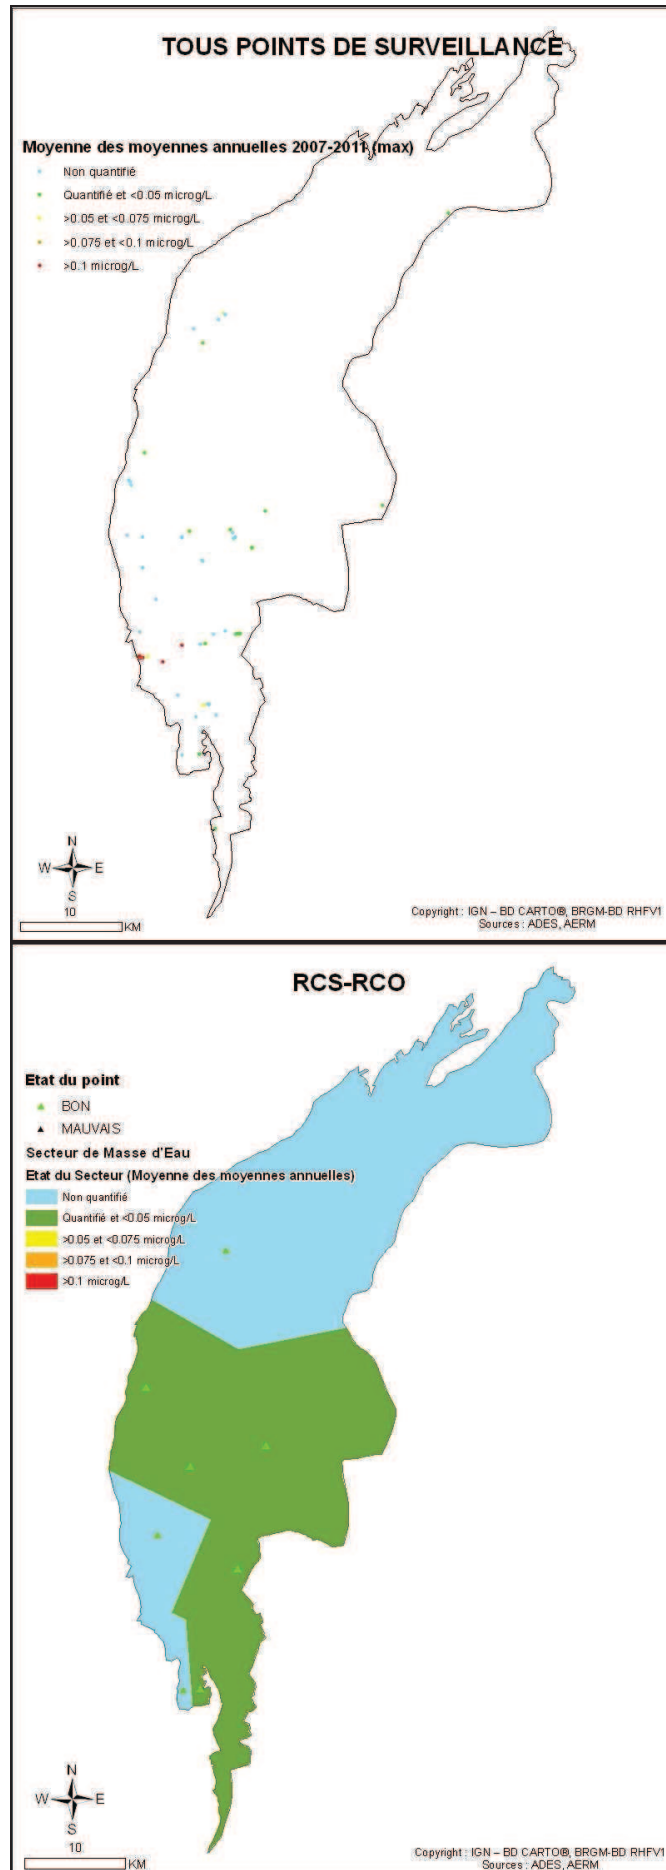 TOUS POINTS DE SURVEILLANCE
Moyenne des moyennes annuelles 2007-2011 (max)
Non quantifié
Quantifié et <0.05 microg/L
>0.05 et <0.075 microg/L
>0.075 et <0.1 microg/L
>0.1 microg/L
N
W E
S
10
KM
Copyright : IGN – BD CARTO®, BRGM-BD RHFV1
Sources : ADES, AERM
RCS-RCO
Etat du point
BON
MAUVAIS
Secteur de Masse d'Eau
Etat du Secteur (Moyenne des moyennes annuelles)
Non quantifié
Quantifié et <0.05 microg/L
>0.05 et <0.075 microg/L
>0.075 et <0.1 microg/L
>0.1 microg/L
N
W E
S
10
KM
Copyright : IGN – BD CARTO®, BRGM-BD RHFV1
Sources : ADES, AERM